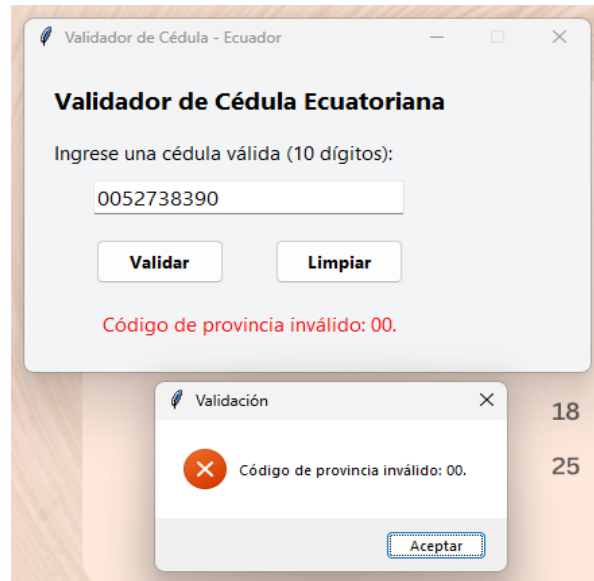 Validador de Cédula - Ecuador
Validador de Cédula Ecuatoriana
Ingrese una cédula válida (10 dígitos):
0052738390
Validar Limpiar
Código de provincia inválido: 00.
Validación
18
Código de provincia inválido: 00.
25
Aceptar